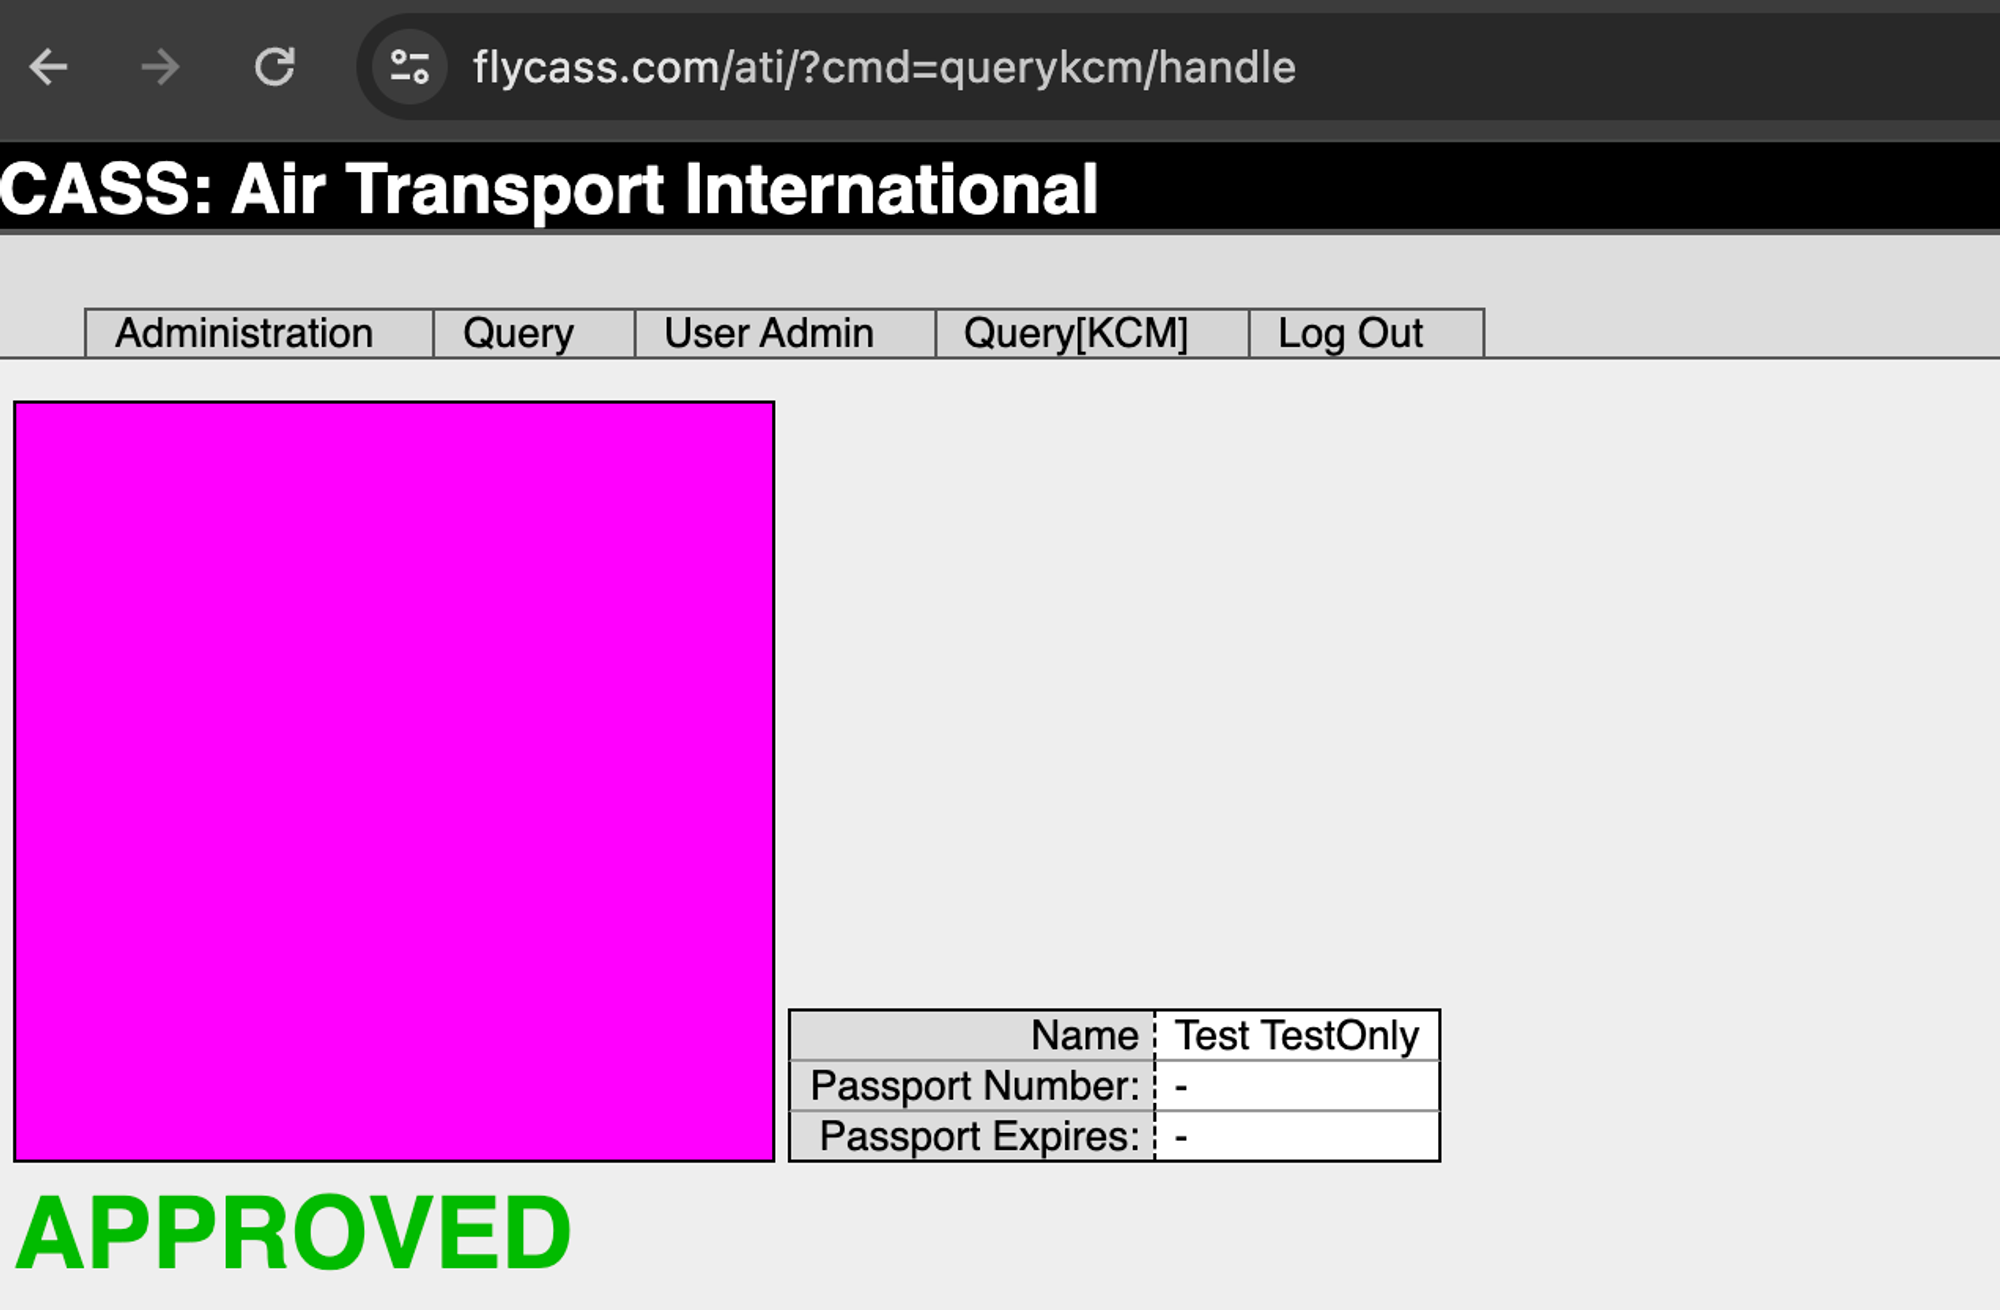 flycass.com/ati/?cmd=querykcm/handle
CASS: Air Transport International
Administration Query User Admin Query[KCM] Log Out
Name Test TestOnly
Passport Number: -
Passport Expires: -
APPROVED